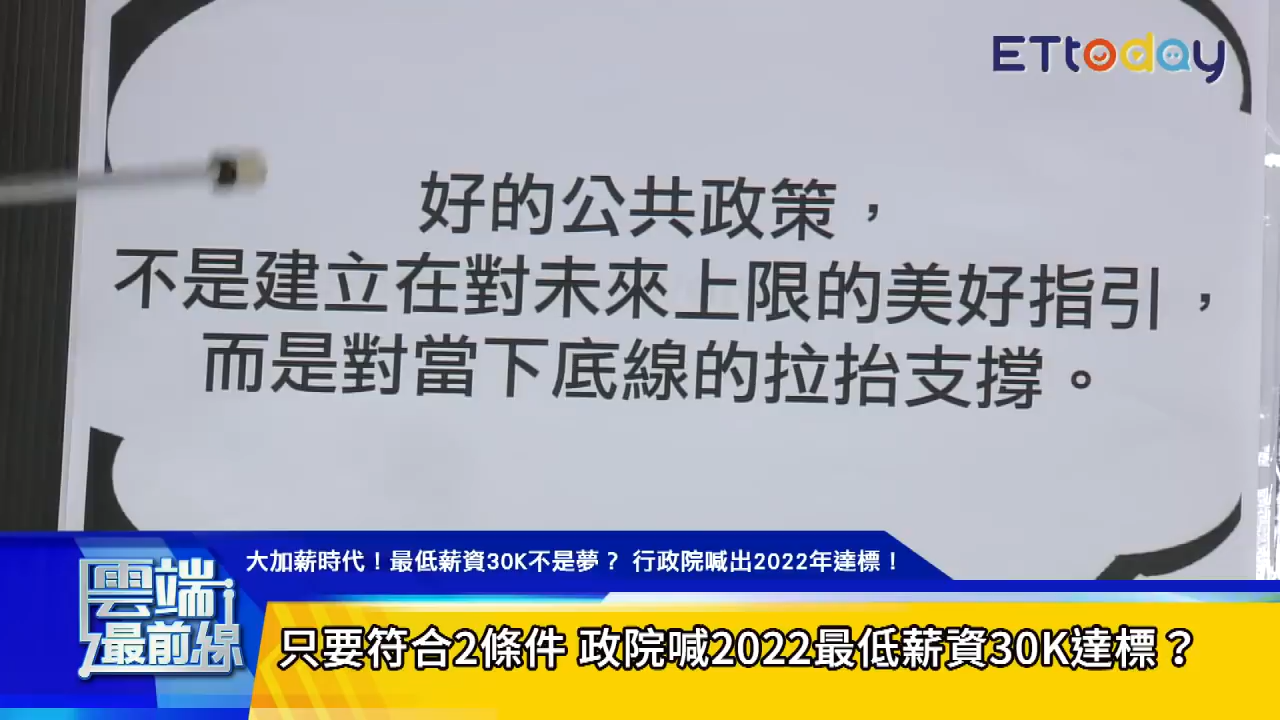 ETtoday
好的公共政策，
不是建立在對未來上限的美好指引，
而是對當下底線的拉抬支撐。
大加薪時代！最低薪資30K不是夢？ 行政院喊出2022年達標！
雲端
最前線
只要符合2條件 政院喊2022最低薪資30K達標？